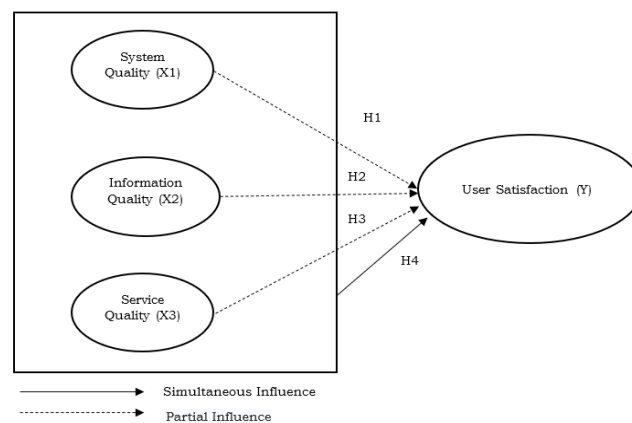 System
Quality (X1)
H1
Information
Quality (X2)
H2
User Satisfaction (Y)
H3
H4
Service
Quality (X3)
Simultaneous Influence
Partial Influence